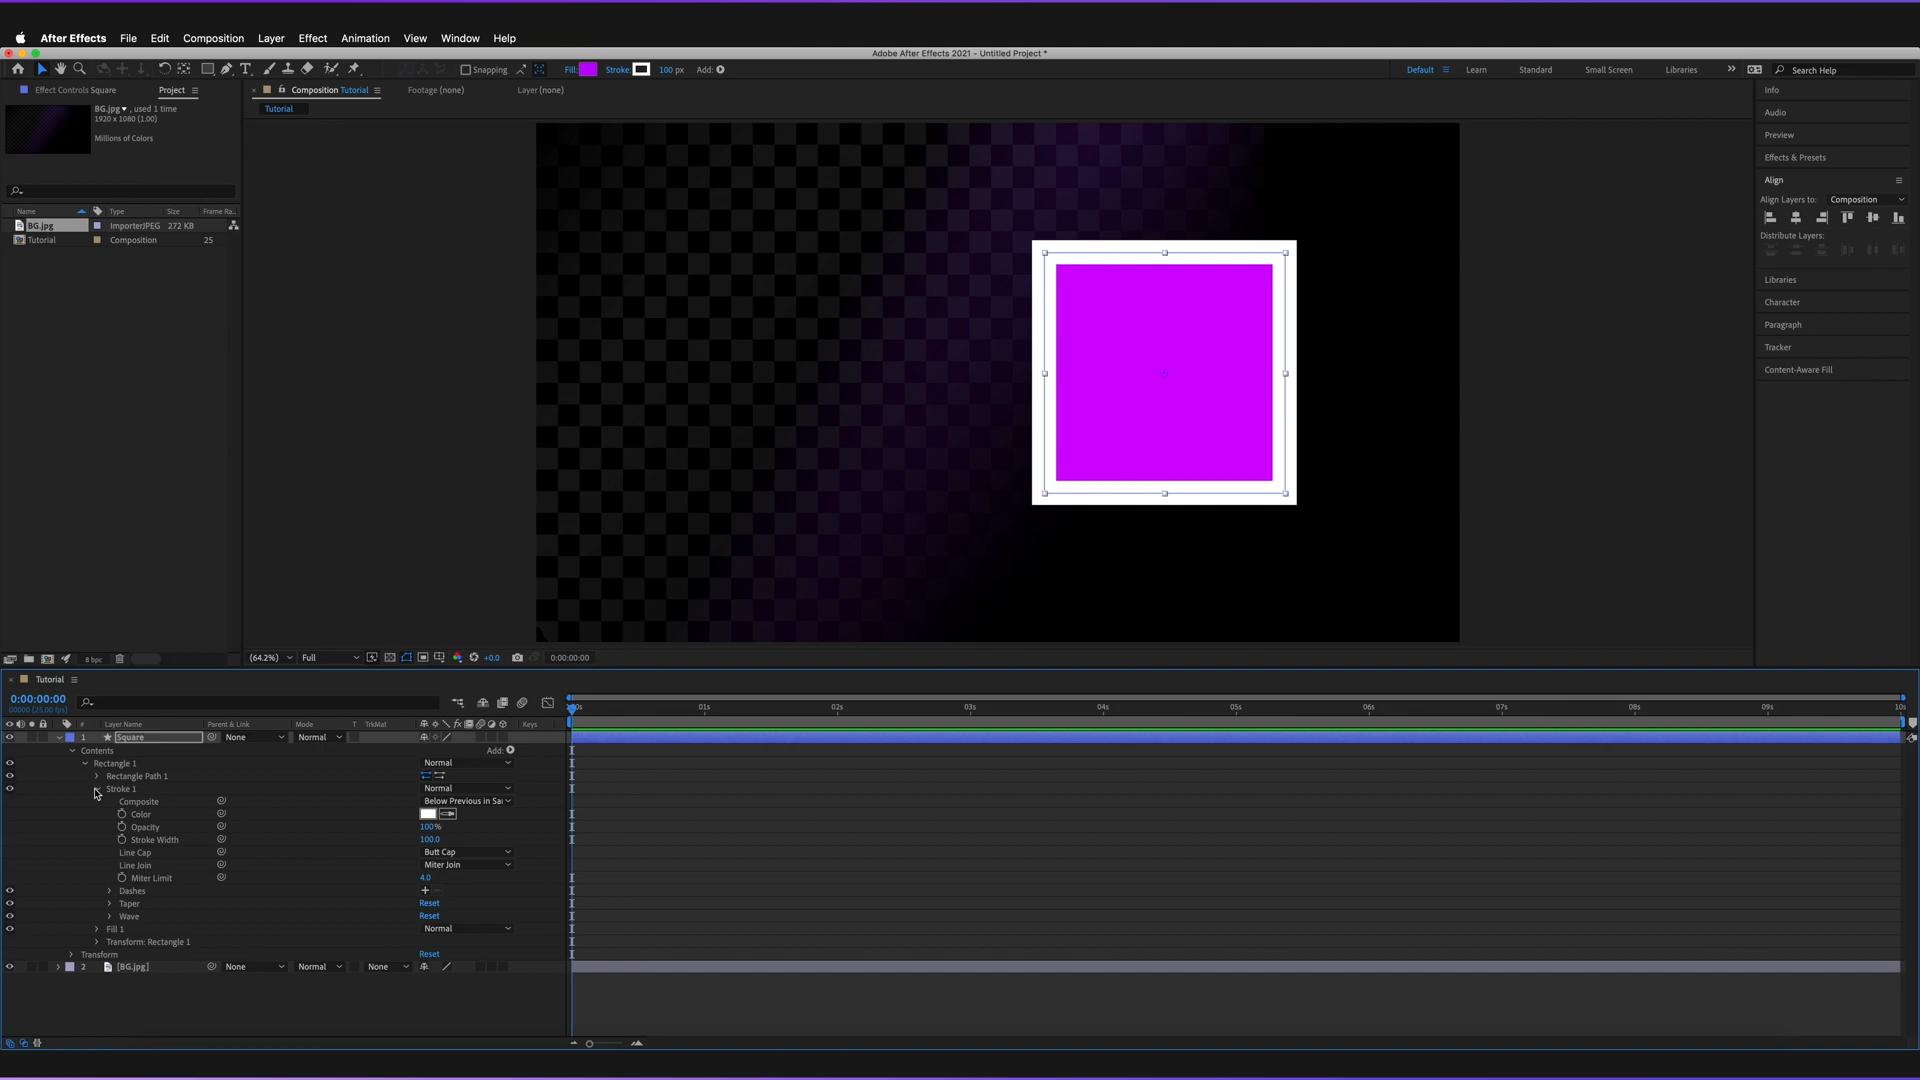 After Effects File Edit Composition Layer Effect Animation View Window Help
Adobe After Effects 2021 - Untitled Project *
Snapping Fill: Stroke: 100 px Add: Default Learn Standard Small Screen Libraries Search Help
Effect Controls Square Project
Composition Tutorial Footage (none) Layer (none)
Tutorial
BG.jpg , used 1 time
1920 x 1080 (1.00)
Millions of Colors
Name Type Size Frame Ra...
BG.jpg ImporterJPEG 272 KB
Tutorial Composition 25
8 bpc
Info
Audio
Preview
Effects & Presets
Align
Align Layers to: Composition
Distribute Layers:
Libraries
Character
Paragraph
Tracker
Content-Aware Fill
(64.2%) Full +0.0 0:00:00:00
Tutorial
0:00:00:00
00000 (25.00 fps)
01s 02s 03s 04s 05s 06s 07s 08s 09s 10s
# Layer Name Parent & Link Mode T TrkMat Keys
1 Square None Normal
Contents Add:
Rectangle 1 Normal
Rectangle Path 1
Stroke 1 Normal
Composite Below Previous in Sa
Color
Opacity 100%
Stroke Width 100.0
Line Cap Butt Cap
Line Join Miter Join
Miter Limit 4.0
Dashes
Taper Reset
Wave Reset
Fill 1 Normal
Transform: Rectangle 1
Transform Reset
2 [BG.jpg] None Normal None